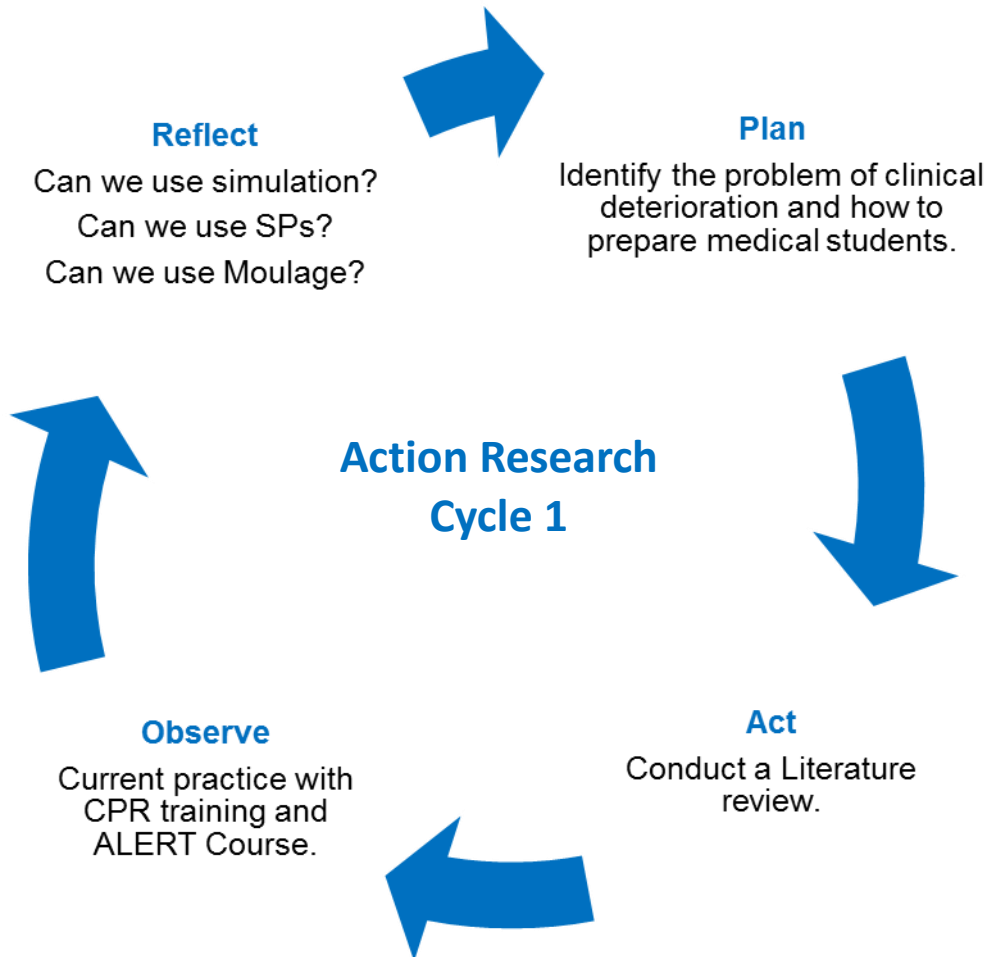 Reflect
Can we use simulation?
Can we use SPs?
Can we use Moulage?
Plan
Identify the problem of clinical
deterioration and how to
prepare medical students.
Action Research
Cycle 1
Act
Conduct a Literature
review.
Observe
Current practice with
CPR training and
ALERT Course.